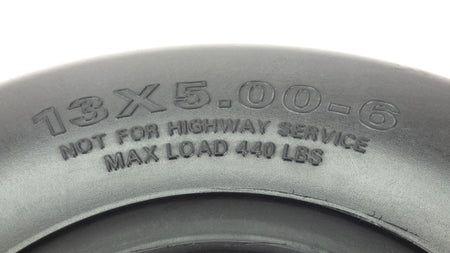 13X5.00-6
NOT FOR HIGHWAY SERVICE
MAX LOAD 440 LBS